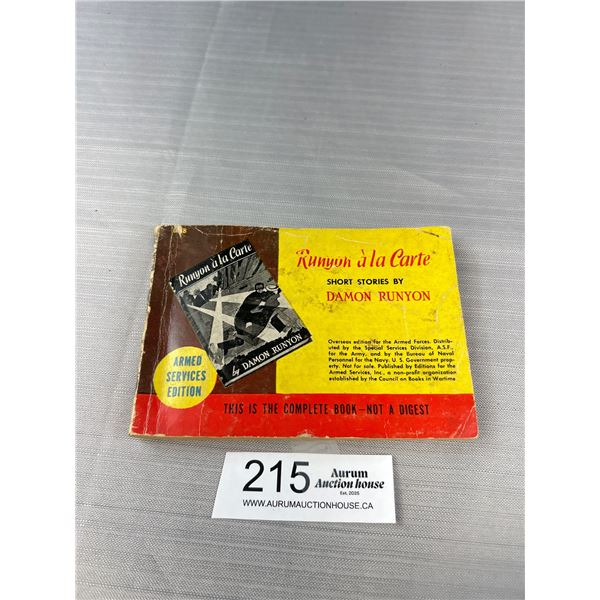 Runyon à la Carte
SHORT STORIES BY
DAMON RUNYON
Overseas edition for the Armed Forces. Distrib-
uted by the Special Services Division, A.S.F.,
for the Army, and by the Bureau of Naval
Personnel for the Navy. U. S. Government prop-
erty. Not for sale. Published by Editions for the
Armed Services, Inc., a non-profit organization
established by the Council on Books in Wartime
Runyon à la Carte
by DAMON RUNYON
ARMED
SERVICES
EDITION
THIS IS THE COMPLETE BOOK—NOT A DIGEST
215
Aurum
Auction house
Est. 2025
WWW.AURUMAUCTIONHOUSE.CA